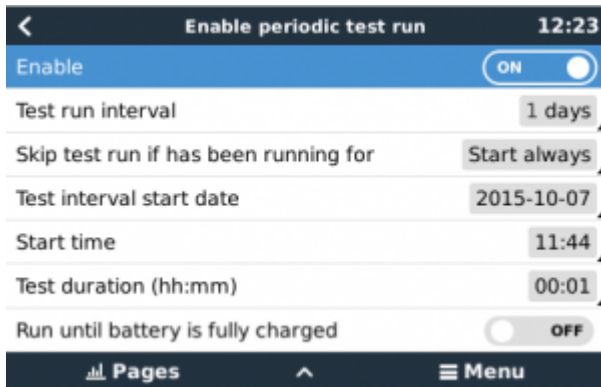 Enable periodic test run 12:23
Enable ON
Test run interval 1 days
Skip test run if has been running for Start always
Test interval start date 2015-10-07
Start time 11:44
Test duration (hh:mm) 00:01
Run until battery is fully charged OFF
Pages Menu